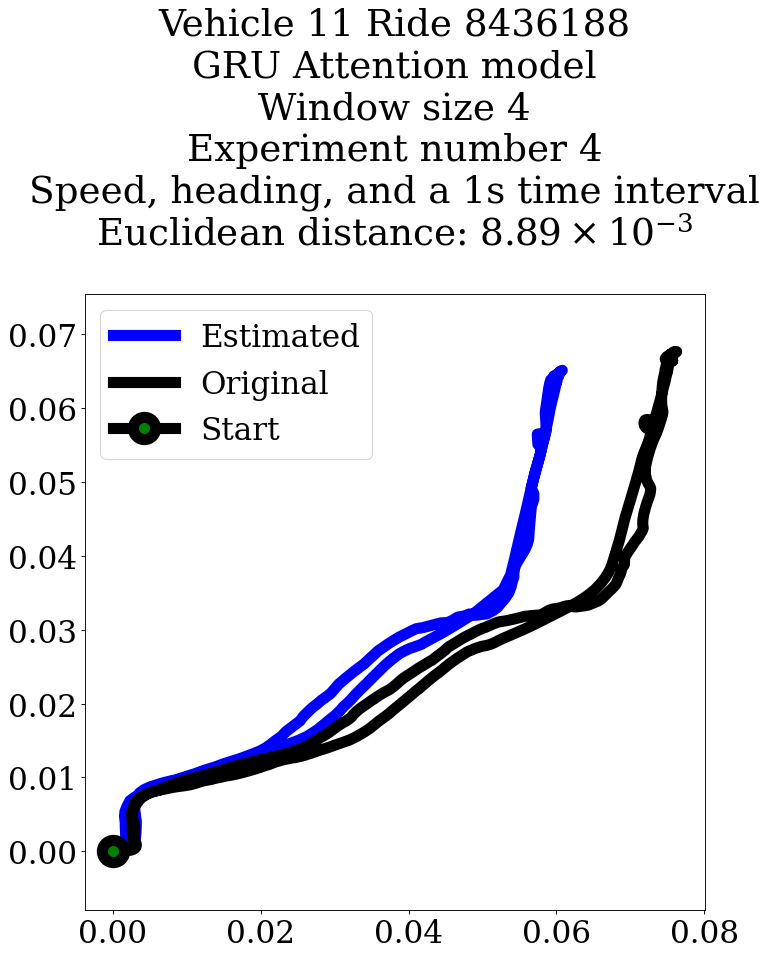 Vehicle 11 Ride 8436188
GRU Attention model
Window size 4
Experiment number 4
Speed, heading, and a 1s time interval
Euclidean distance: 8.89 × 10⁻³
Estimated
Original
Start
0.07
0.06
0.05
0.04
0.03
0.02
0.01
0.00
0.00 0.02 0.04 0.06 0.08